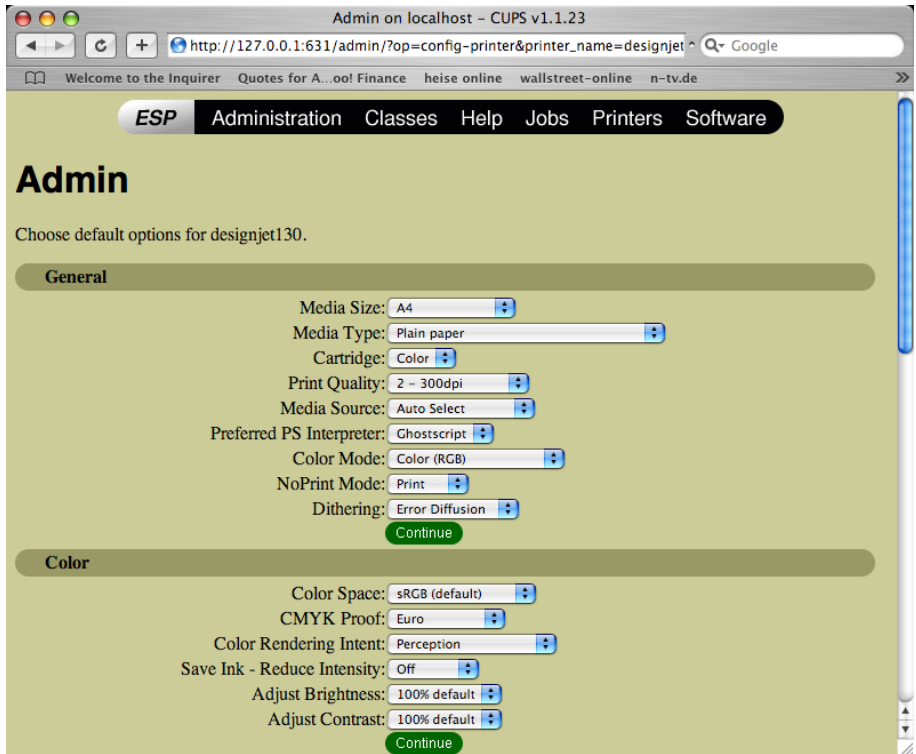 Admin on localhost – CUPS v1.1.23
http://127.0.0.1:631/admin/?op=config-printer&printer_name=designjet
Google
Welcome to the Inquirer Quotes for A...oo! Finance heise online wallstreet-online n-tv.de
ESP Administration Classes Help Jobs Printers Software
Admin
Choose default options for designjet130.
General
Media Size: A4
Media Type: Plain paper
Cartridge: Color
Print Quality: 2 – 300dpi
Media Source: Auto Select
Preferred PS Interpreter: Ghostscript
Color Mode: Color (RGB)
NoPrint Mode: Print
Dithering: Error Diffusion
Continue
Color
Color Space: sRGB (default)
CMYK Proof: Euro
Color Rendering Intent: Perception
Save Ink - Reduce Intensity: Off
Adjust Brightness: 100% default
Adjust Contrast: 100% default
Continue